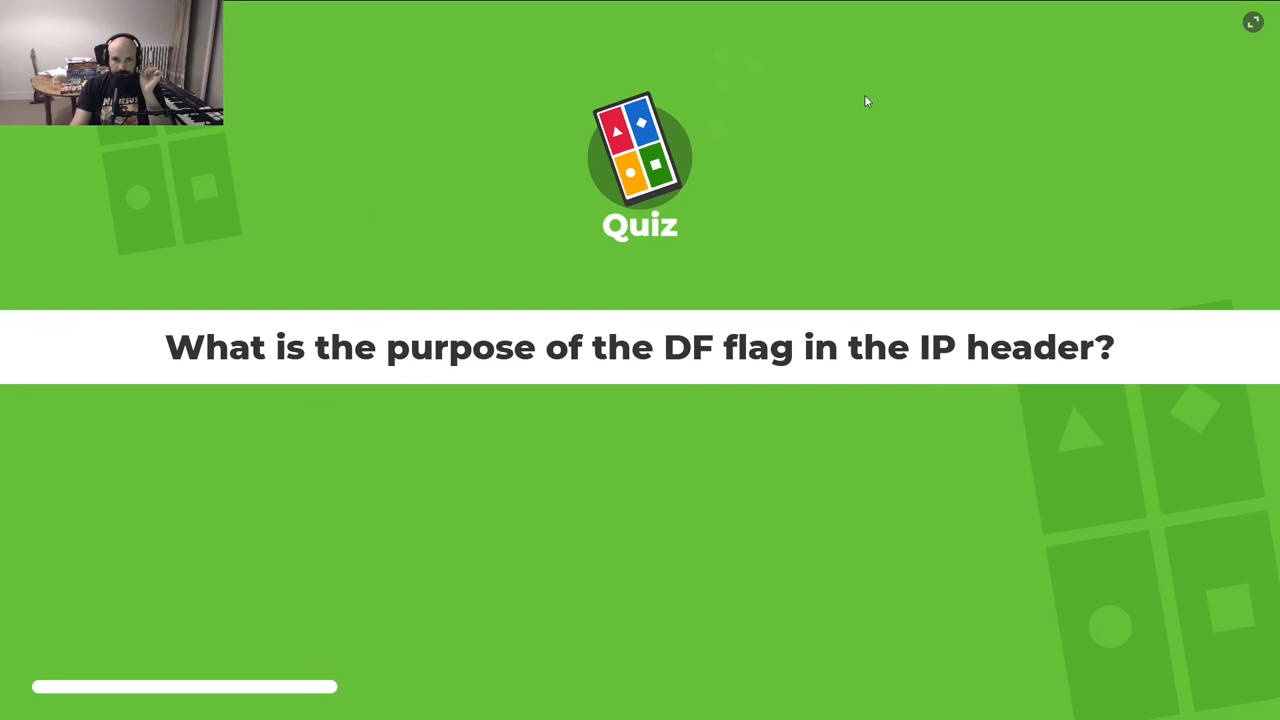 Quiz
What is the purpose of the DF flag in the IP header?